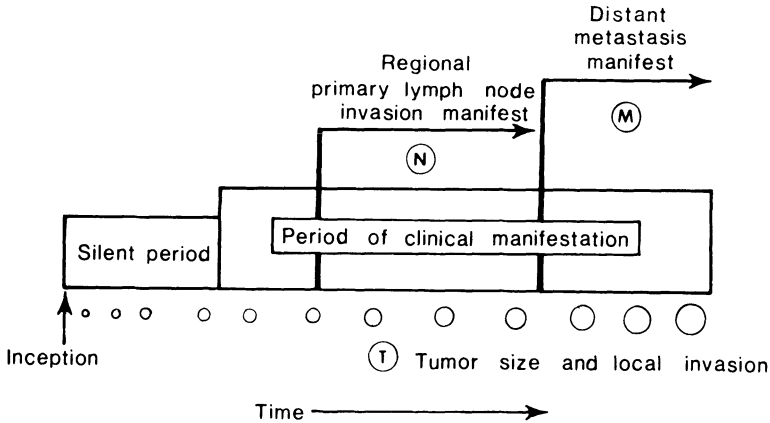 Distant
metastasis
manifest
Regional
primary lymph node
invasion manifest
M
N
Period of clinical manifestation
Silent period
Inception
T Tumor size and local invasion
Time